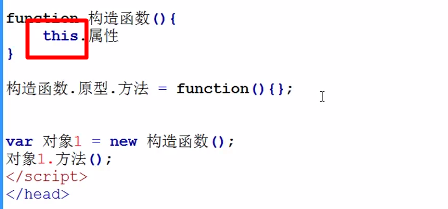 function 构造函数(){
this.属性
}
构造函数.原型.方法 = function(){};
var 对象1 = new 构造函数();
对象1.方法();
</script>
</head>